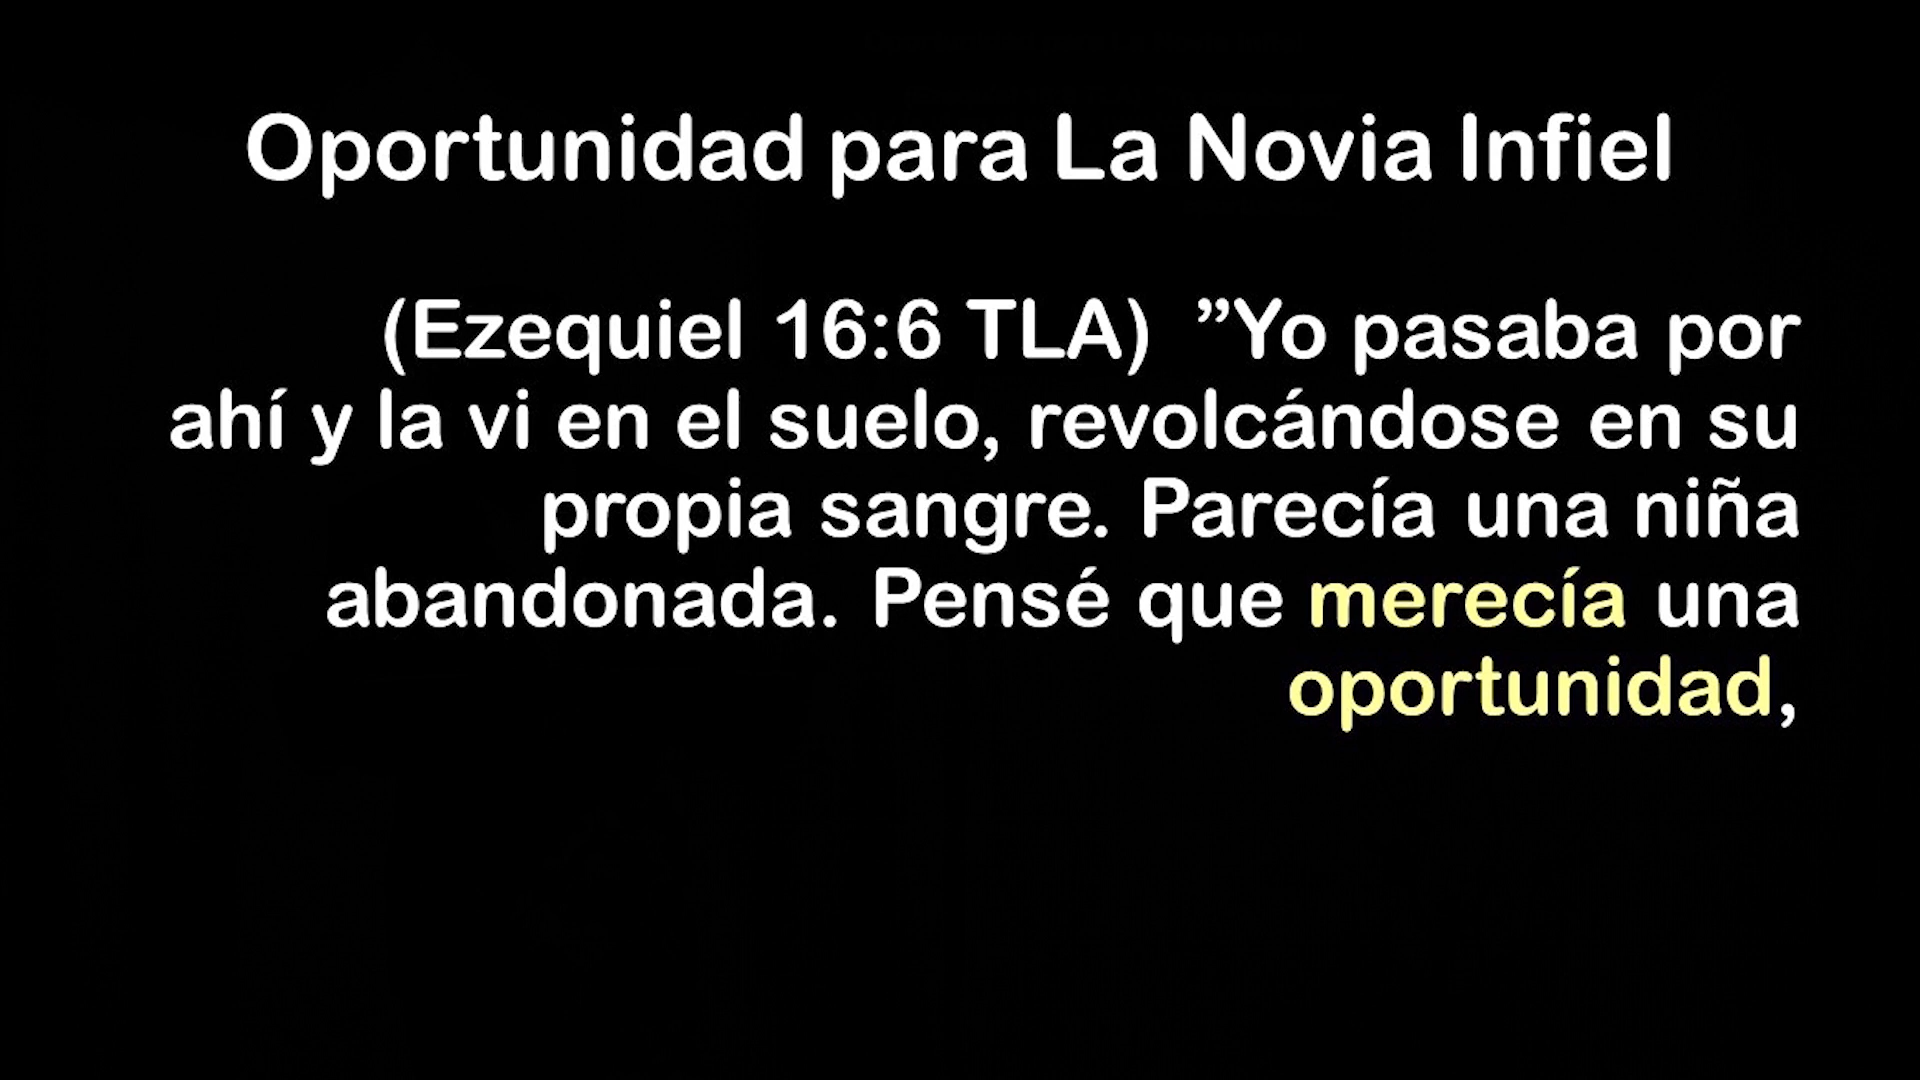 Oportunidad para La Novia Infiel
(Ezequiel 16:6 TLA)  ”Yo pasaba por
ahí y la vi en el suelo, revolcándose en su
propia sangre. Parecía una niña
abandonada. Pensé que merecía una
oportunidad,